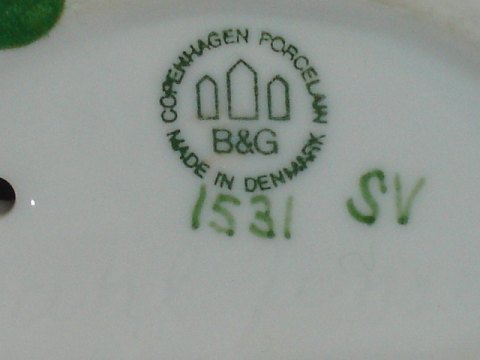 COPENHAGEN PORCELAIN
B&G
MADE IN DENMARK
1531 SV